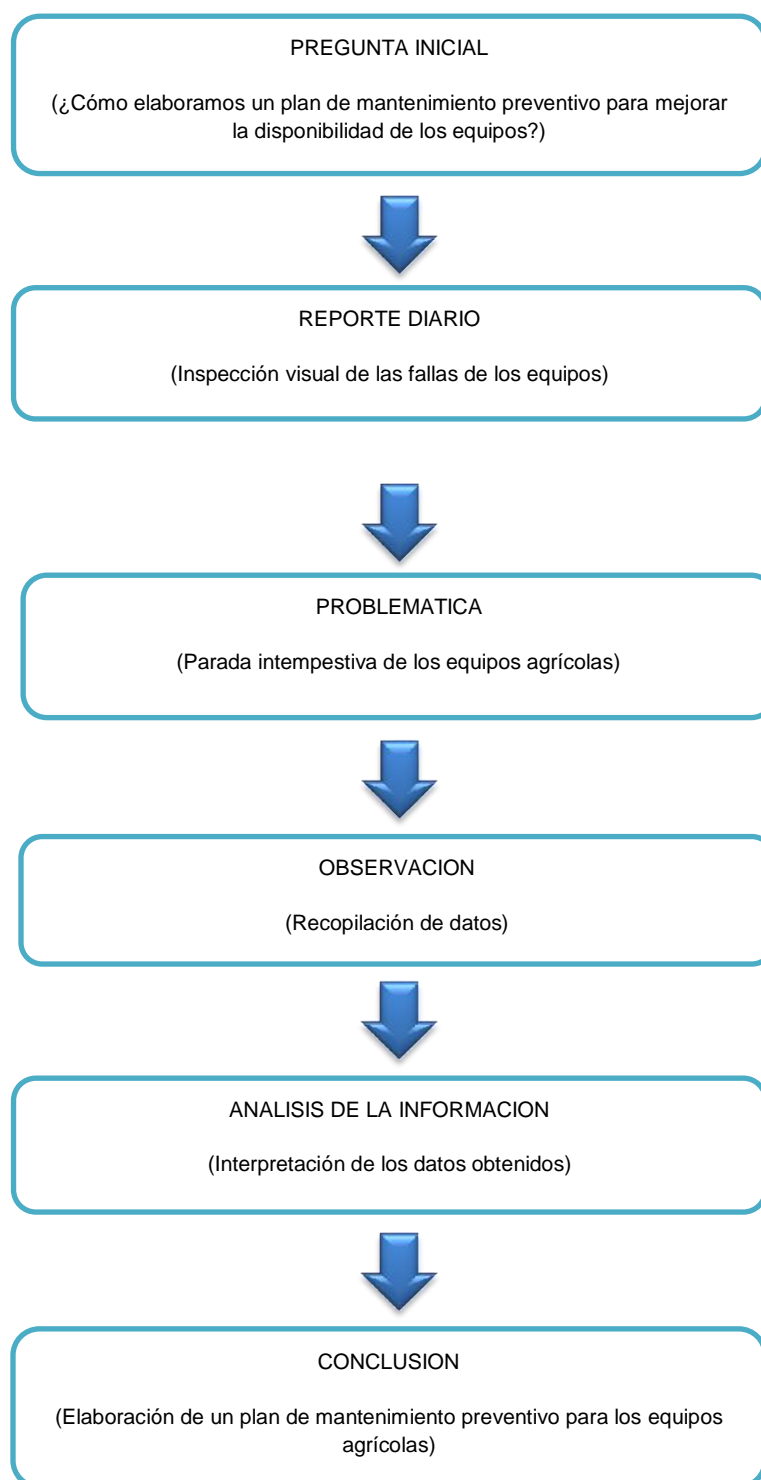 PREGUNTA INICIAL
(¿Cómo elaboramos un plan de mantenimiento preventivo para mejorar
la disponibilidad de los equipos?)
REPORTE DIARIO
(Inspección visual de las fallas de los equipos)
PROBLEMATICA
(Parada intempestiva de los equipos agrícolas)
OBSERVACION
(Recopilación de datos)
ANALISIS DE LA INFORMACION
(Interpretación de los datos obtenidos)
CONCLUSION
(Elaboración de un plan de mantenimiento preventivo para los equipos
agrícolas)